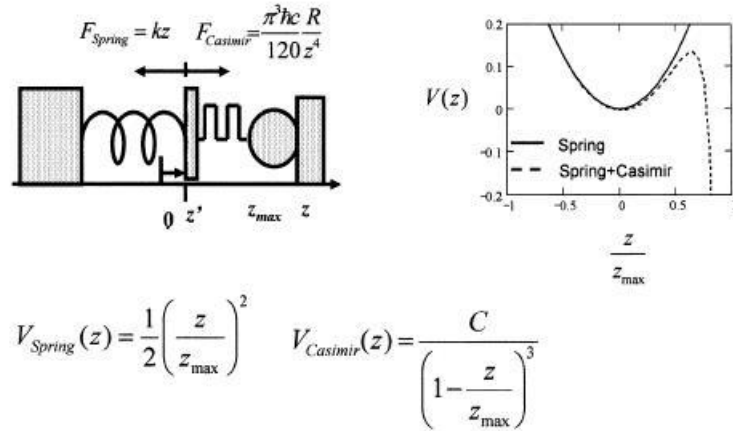 F_Spring = kz   F_Casimir = π³ħc/120 R/z⁴
0 z' z_max z
V(z)
0.2
0.1
0
-0.1
-0.2
Spring
Spring+Casimir
-1 -0.5 0 0.5
z/z_max
V_Spring(z) = 1/2 (z/z_max)²   V_Casimir(z) = C/(1 - z/z_max)³